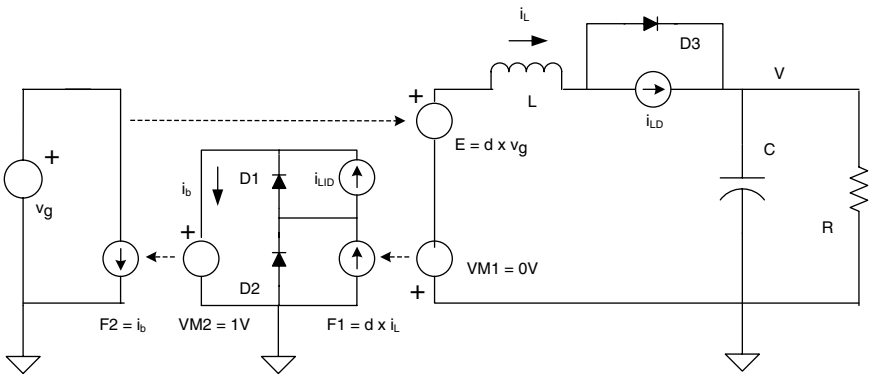 i_L
D3
V
+
L
i_LD
+
E = d x v_g
C
D1
i_LID
i_b
+
v_g
R
+
D2
VM1 = 0V
+
F2 = i_b
VM2 = 1V
F1 = d x i_L